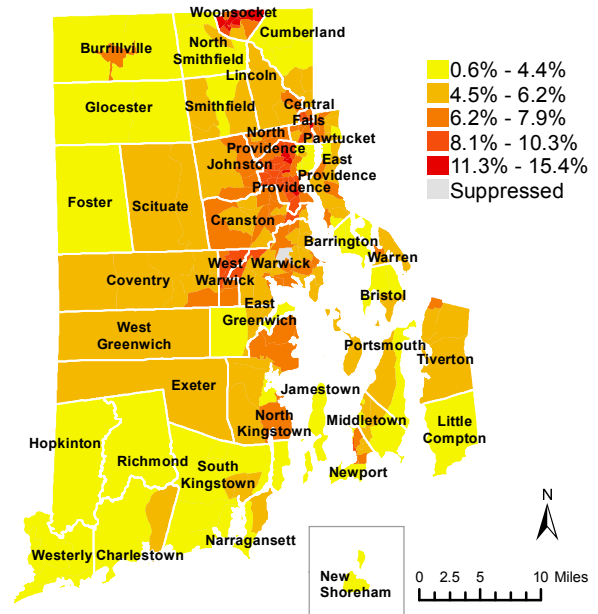 Woonsocket
Burrillville
North
Smithfield
Cumberland
Lincoln
Glocester
Smithfield
Central
Falls
North
Providence
Pawtucket
Johnston
East
Providence
Providence
Foster
Scituate
Cranston
Barrington
Warren
West
Warwick
Warwick
Coventry
Bristol
East
Greenwich
West
Greenwich
Portsmouth
Tiverton
Exeter
Jamestown
North
Kingstown
Middletown
Little
Compton
Hopkinton
Richmond
South
Kingstown
Newport
Narragansett
Westerly
Charlestown
New
Shoreham
0.6% - 4.4%
4.5% - 6.2%
6.2% - 7.9%
8.1% - 10.3%
11.3% - 15.4%
Suppressed
N
0 2.5 5 10 Miles